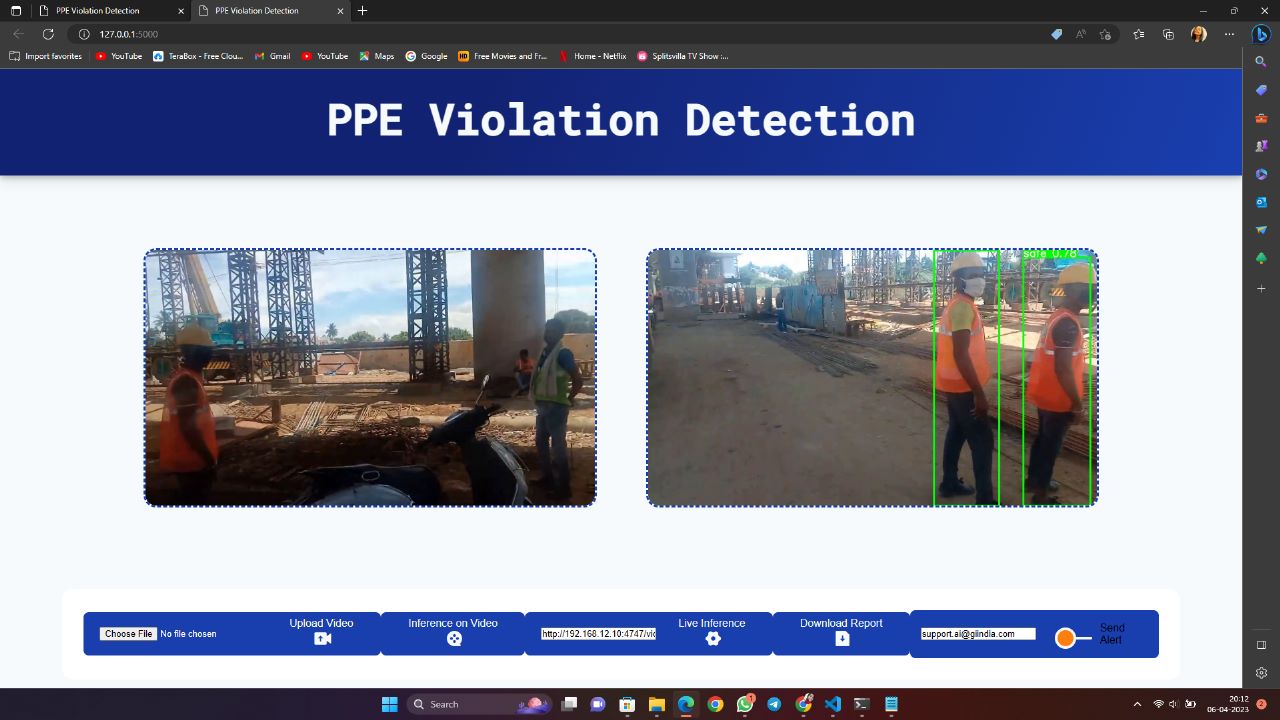 PPE Violation Detection
PPE Violation Detection
127.0.0.1:5000
Import favorites
YouTube
TeraBox - Free Clou...
Gmail
YouTube
Maps
Google
Free Movies and Fr...
Home - Netflix
Splitsvilla TV Show :...
PPE Violation Detection
safe 0.78
Choose File No file chosen
Upload Video
Inference on Video
http://192.168.12.10:4747/vid
Live Inference
Download Report
support.ai@glindia.com
Send
Alert
Search
20:12
06-04-2023